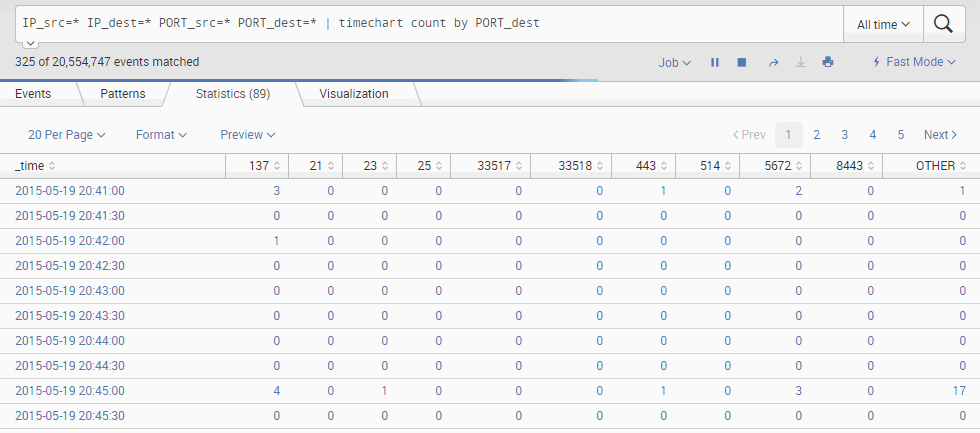 IP_src=* IP_dest=* PORT_src=* PORT_dest=* | timechart count by PORT_dest All time
325 of 20,554,747 events matched Job Fast Mode
Events Patterns Statistics (89) Visualization
20 Per Page Format Preview Prev 1 2 3 4 5 Next
_time 137 21 23 25 33517 33518 443 514 5672 8443 OTHER
2015-05-19 20:41:00 3 0 0 0 0 0 1 0 2 0 1
2015-05-19 20:41:30 0 0 0 0 0 0 0 0 0 0 0
2015-05-19 20:42:00 1 0 0 0 0 0 0 0 0 0 0
2015-05-19 20:42:30 0 0 0 0 0 0 0 0 0 0 0
2015-05-19 20:43:00 0 0 0 0 0 0 0 0 0 0 0
2015-05-19 20:43:30 0 0 0 0 0 0 0 0 0 0 0
2015-05-19 20:44:00 0 0 0 0 0 0 0 0 0 0 0
2015-05-19 20:44:30 0 0 0 0 0 0 0 0 0 0 0
2015-05-19 20:45:00 4 0 1 0 0 0 1 0 3 0 17
2015-05-19 20:45:30 0 0 0 0 0 0 0 0 0 0 0